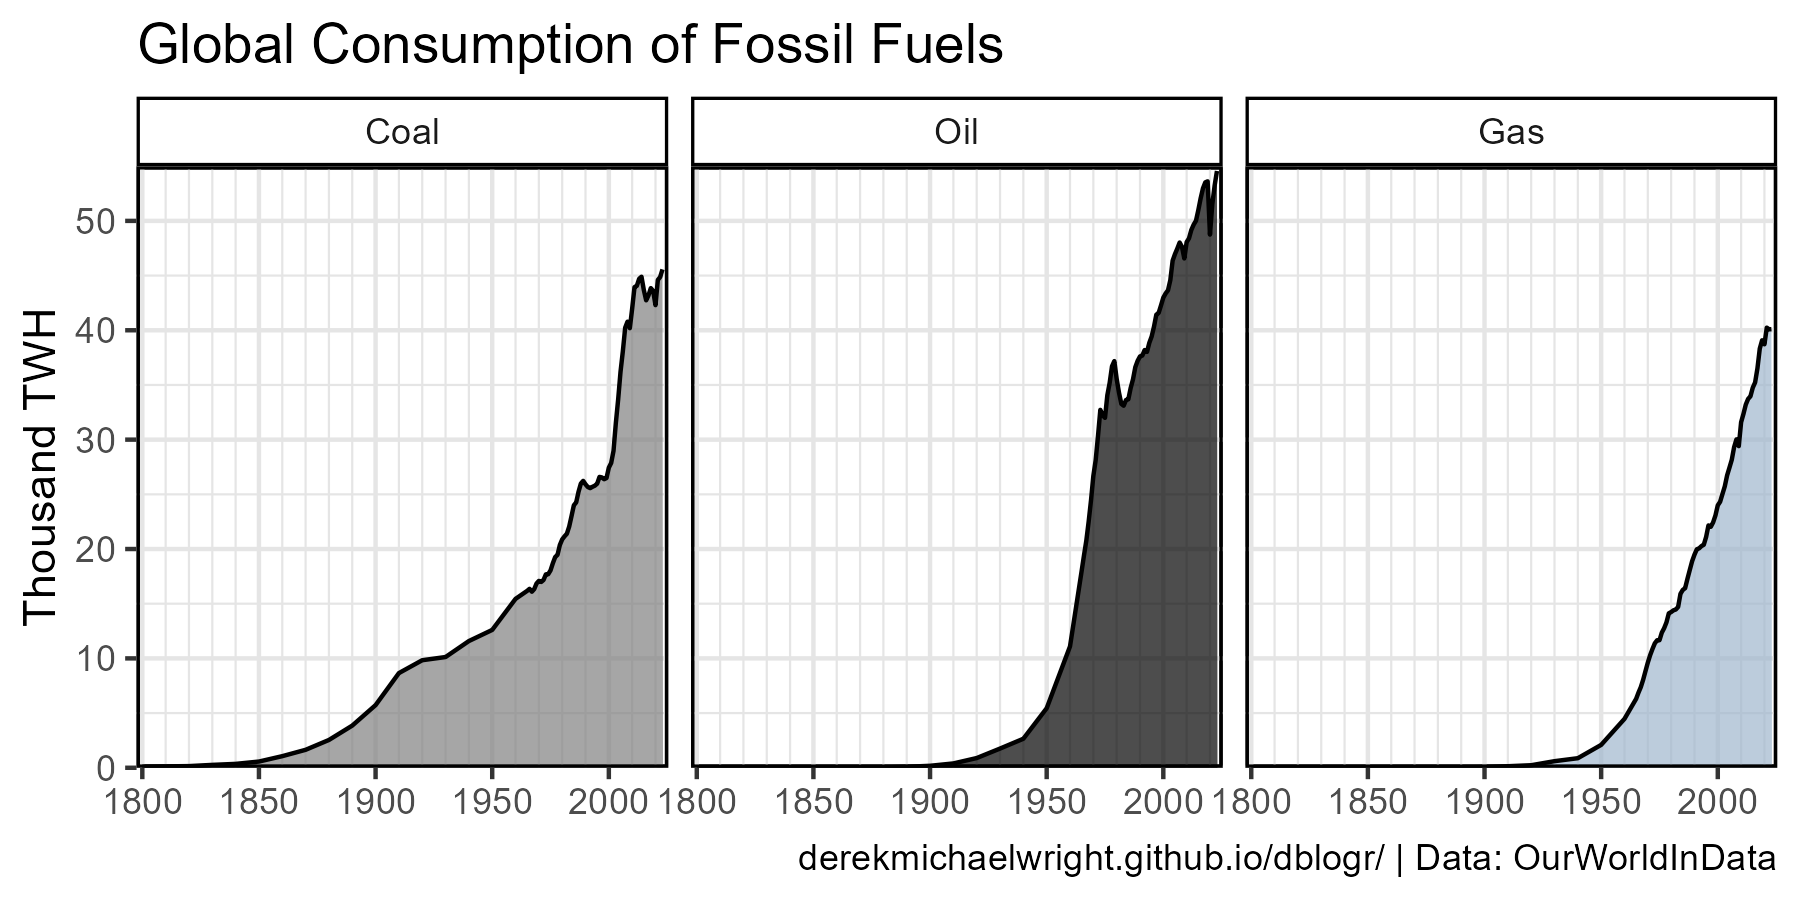 Global Consumption of Fossil Fuels
Coal Oil Gas
Thousand TWH
50
40
30
20
10
0
1800 1850 1900 1950 2000 1800 1850 1900 1950 2000 1800 1850 1900 1950 2000
derekmichaelwright.github.io/dblogr/ | Data: OurWorldInData